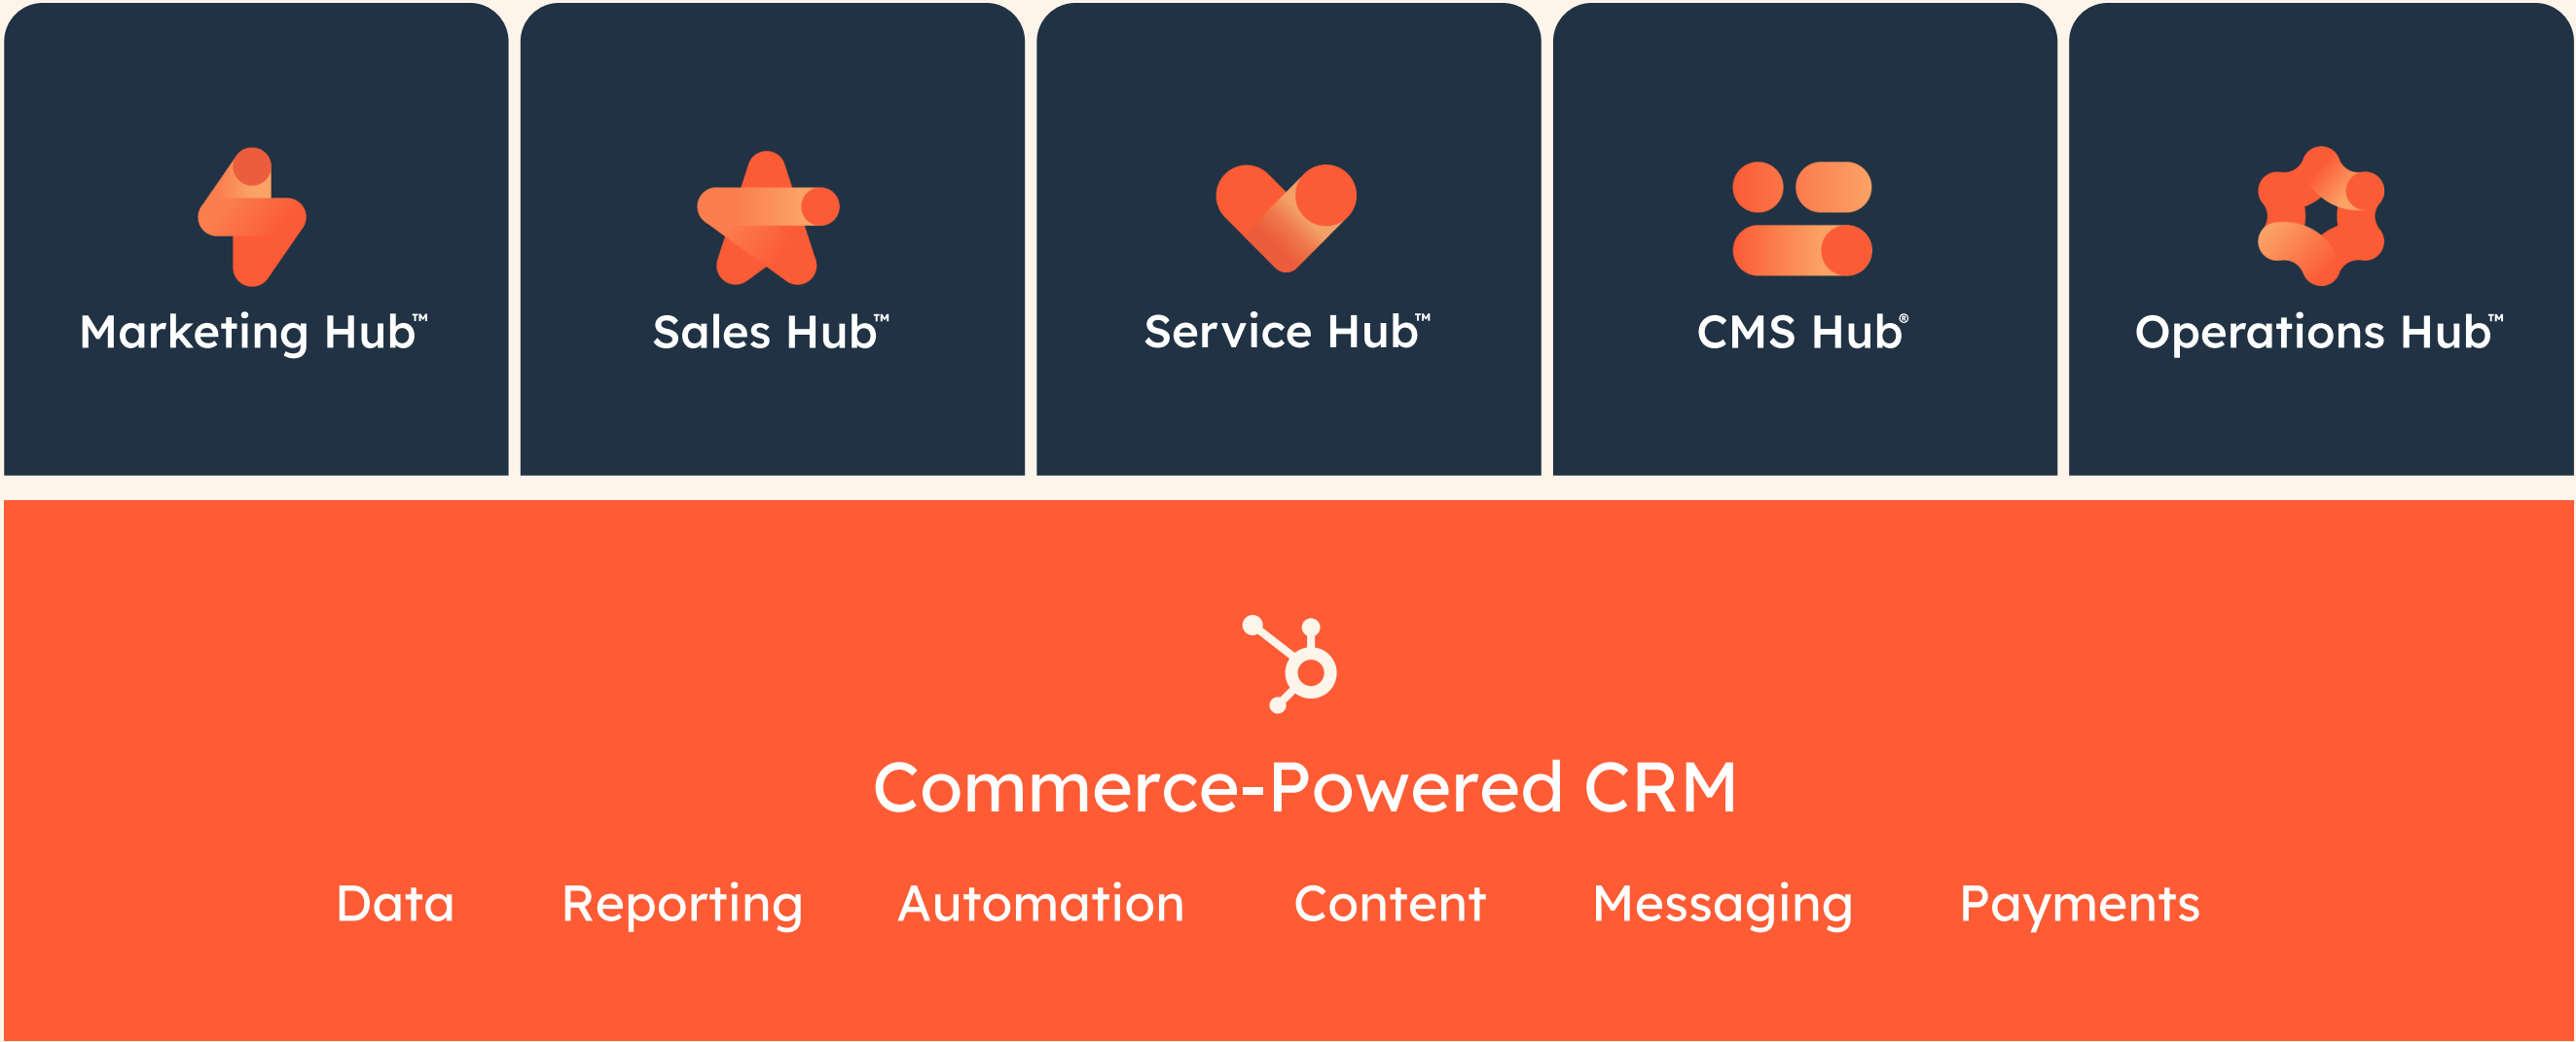 Marketing Hub™
Sales Hub™
Service Hub™
CMS Hub®
Operations Hub™
Commerce-Powered CRM
Data Reporting Automation Content Messaging Payments